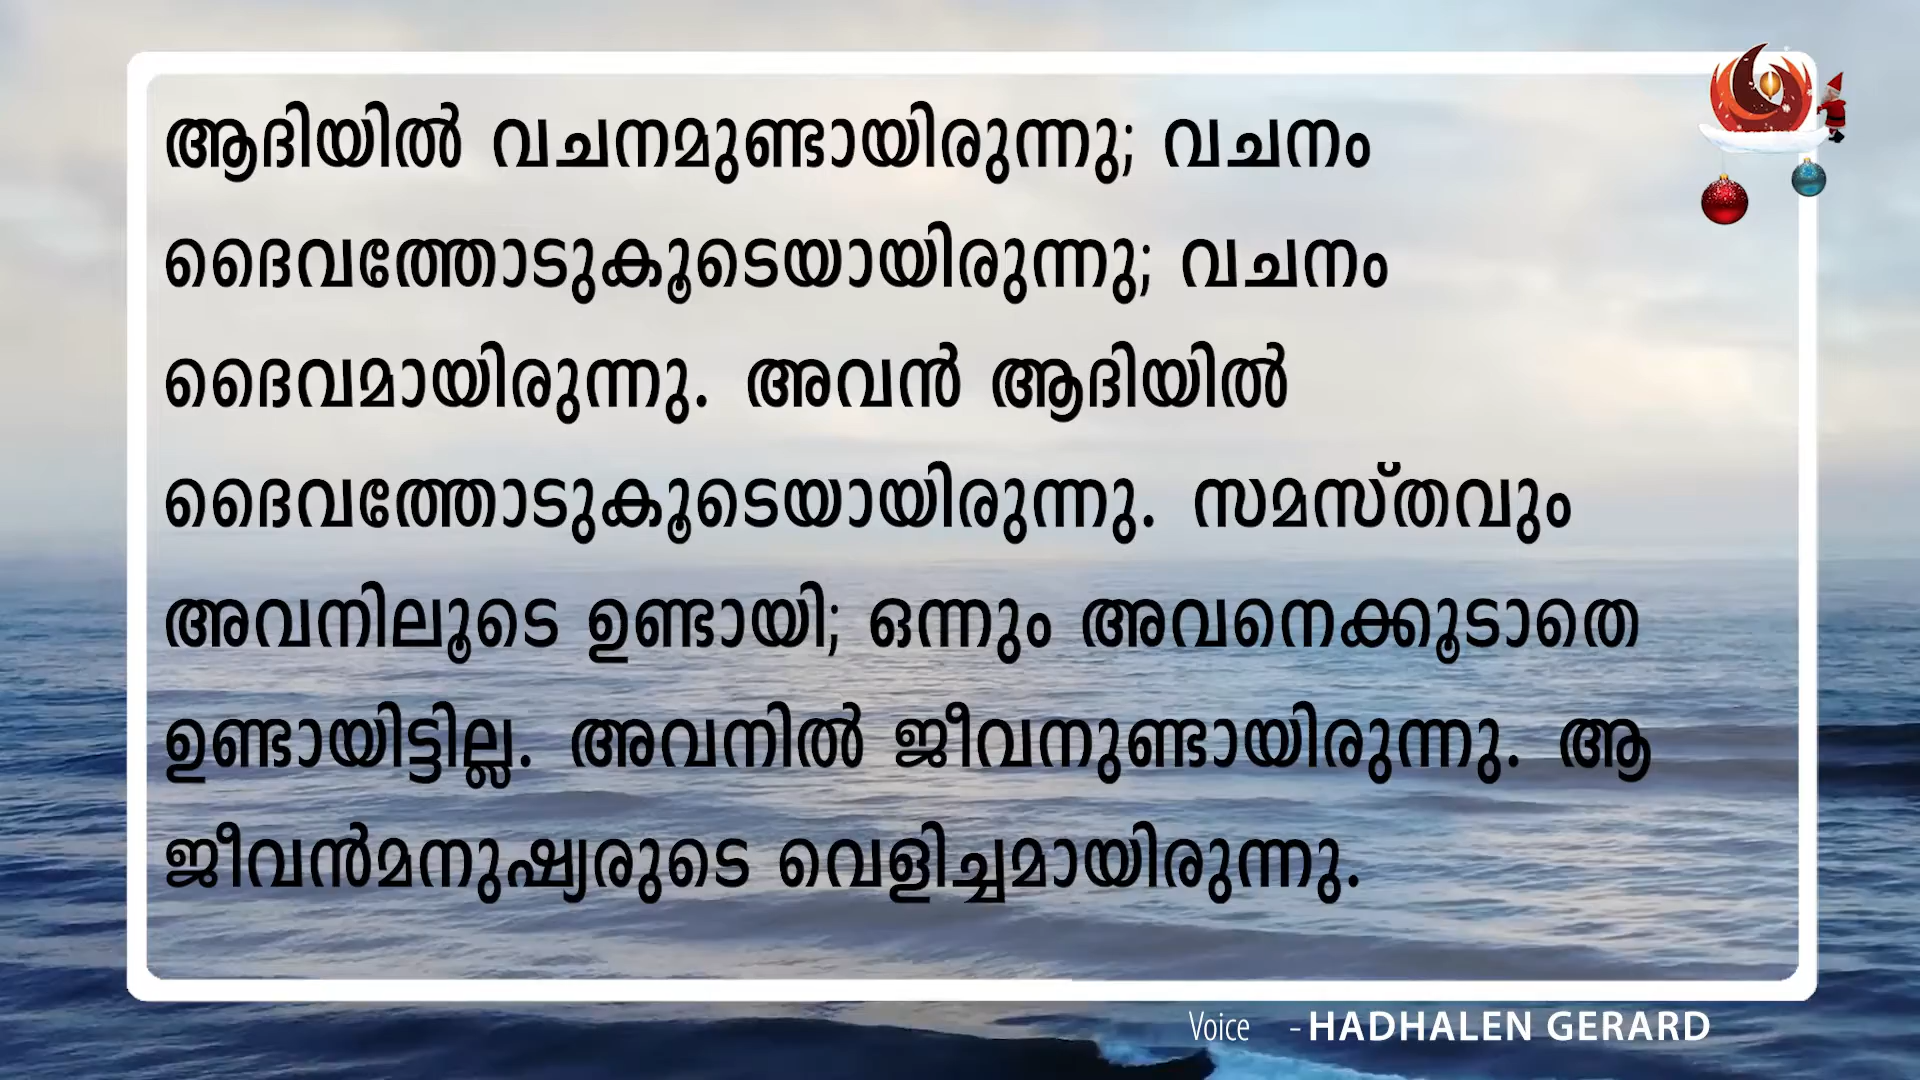 ആദിയിൽ വചനമുണ്ടായിരുന്നു; വചനം
ദൈവത്തോടുകൂടെയായിരുന്നു; വചനം
ദൈവമായിരുന്നു. അവൻ ആദിയിൽ
ദൈവത്തോടുകൂടെയായിരുന്നു. സമസ്തവും
അവനിലൂടെ ഉണ്ടായി; ഒന്നും അവനെക്കൂടാതെ
ഉണ്ടായിട്ടില്ല. അവനിൽ ജീവനുണ്ടായിരുന്നു. ആ
ജീവൻമനുഷ്യരുടെ വെളിച്ചമായിരുന്നു.
Voice - HADHALEN GERARD